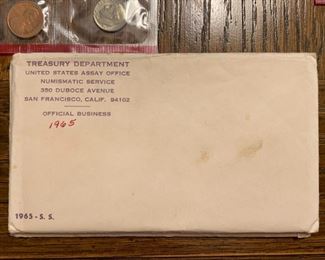 TREASURY DEPARTMENT
UNITED STATES ASSAY OFFICE
NUMISMATIC SERVICE
350 DUBOCE AVENUE
SAN FRANCISCO, CALIF. 94102
OFFICIAL BUSINESS
1965
1965 - S. S.